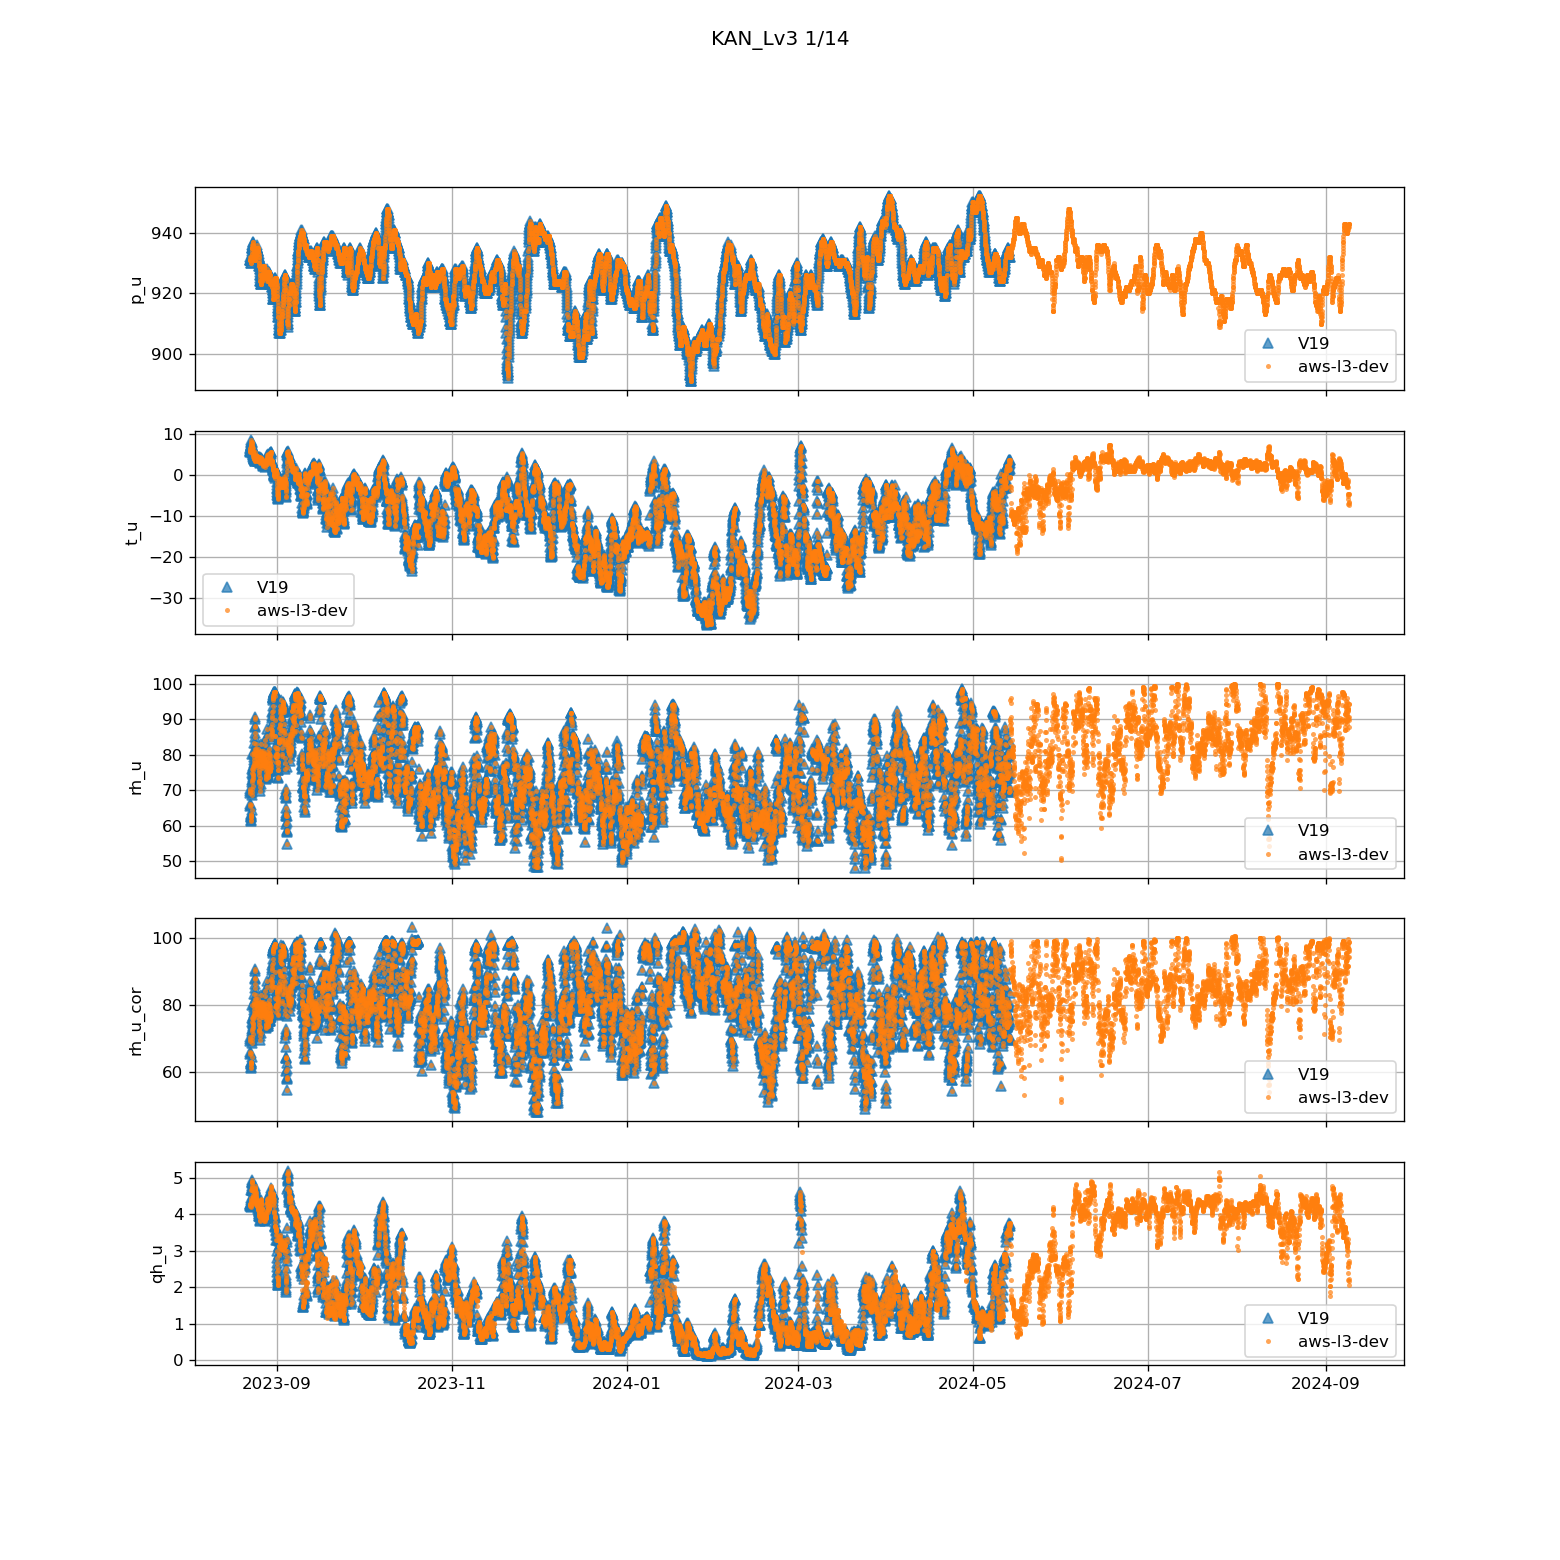 KAN_Lv3 1/14
940
920
900
p_u
V19
aws-l3-dev
10
0
−10
−20
−30
t_u
V19
aws-l3-dev
100
90
80
70
60
50
rh_u
V19
aws-l3-dev
100
80
60
rh_u_cor
V19
aws-l3-dev
5
4
3
2
1
0
qh_u
V19
aws-l3-dev
2023-09
2023-11
2024-01
2024-03
2024-05
2024-07
2024-09